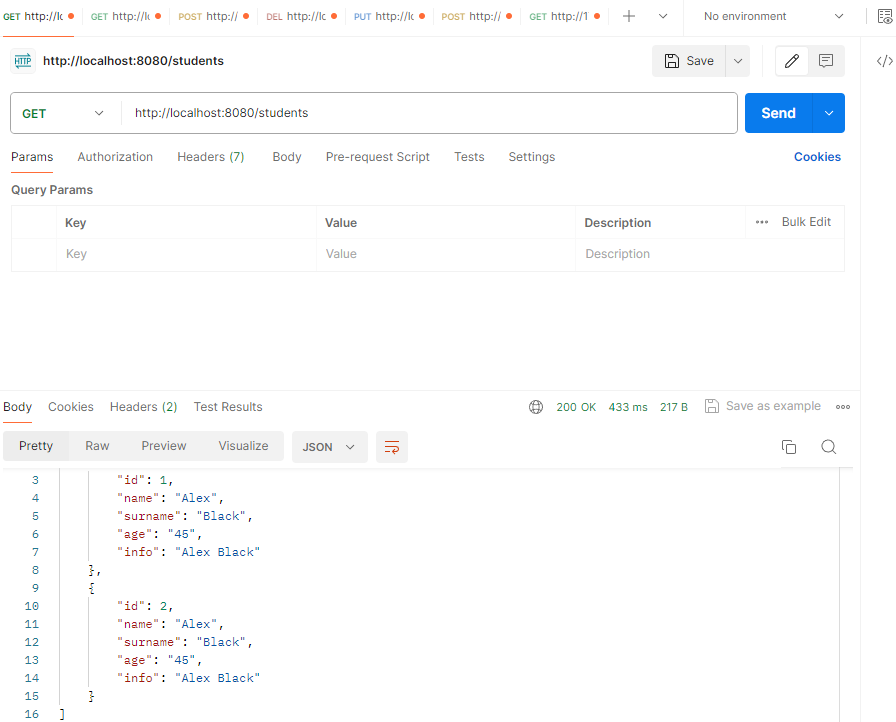 GET http://lo GET http://lo POST http:// DEL http://lo PUT http://lo POST http:// GET http://1 No environment
HTTP http://localhost:8080/students Save
GET http://localhost:8080/students Send
Params Authorization Headers (7) Body Pre-request Script Tests Settings Cookies
Query Params
Key Value Description Bulk Edit
Key Value Description
Body Cookies Headers (2) Test Results 200 OK 433 ms 217 B Save as example
Pretty Raw Preview Visualize JSON
3 "id": 1,
4 "name": "Alex",
5 "surname": "Black",
6 "age": "45",
7 "info": "Alex Black"
8 },
9 {
10 "id": 2,
11 "name": "Alex",
12 "surname": "Black",
13 "age": "45",
14 "info": "Alex Black"
15 }
16 ]